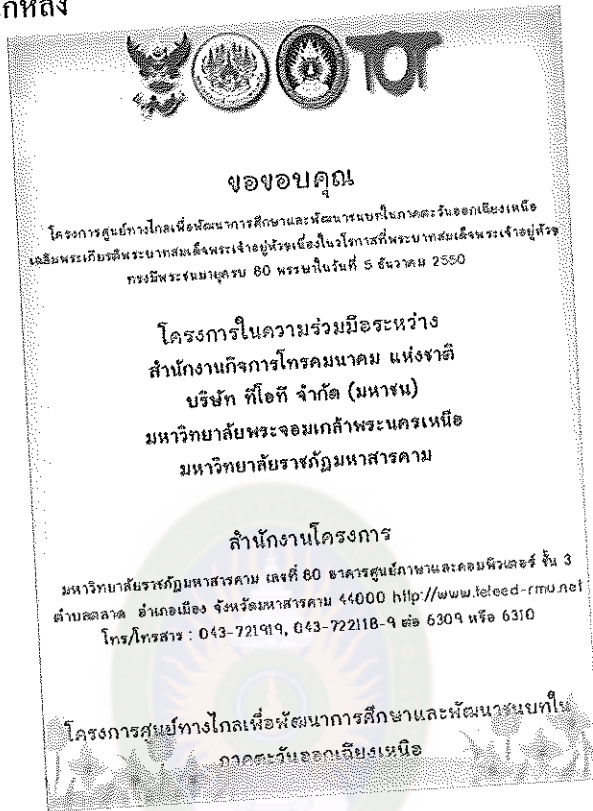 TOT
ขอขอบคุณ
โครงการศูนย์ทางไกลเพื่อพัฒนาการศึกษาและพัฒนาชนบทในภาคตะวันออกเฉียงเหนือ
เฉลิมพระเกียรติพระบาทสมเด็จพระเจ้าอยู่หัวเนื่องในวโรกาสที่พระบาทสมเด็จพระเจ้าอยู่หัว
ทรงมีพระชนมายุครบ 80 พรรษาในวันที่ 5 ธันวาคม 2550
โครงการในความร่วมมือระหว่าง
สำนักงานกิจการโทรคมนาคม แห่งชาติ
บริษัท ทีโอที จำกัด (มหาชน)
มหาวิทยาลัยพระจอมเกล้าพระนครเหนือ
มหาวิทยาลัยราชภัฏมหาสารคาม
สำนักงานโครงการ
มหาวิทยาลัยราชภัฏมหาสารคาม เลขที่ 80 อาคารศูนย์ภาษาและคอมพิวเตอร์ ชั้น 3
ตำบลตลาด อำเภอเมือง จังหวัดมหาสารคาม 44000 http://www.teleed-rmu.net
โทร/โทรสาร : 043-721919, 043-722118-9 ต่อ 6309 หรือ 6310
โครงการศูนย์ทางไกลเพื่อพัฒนาการศึกษาและพัฒนาชนบทใน
ภาคตะวันออกเฉียงเหนือ